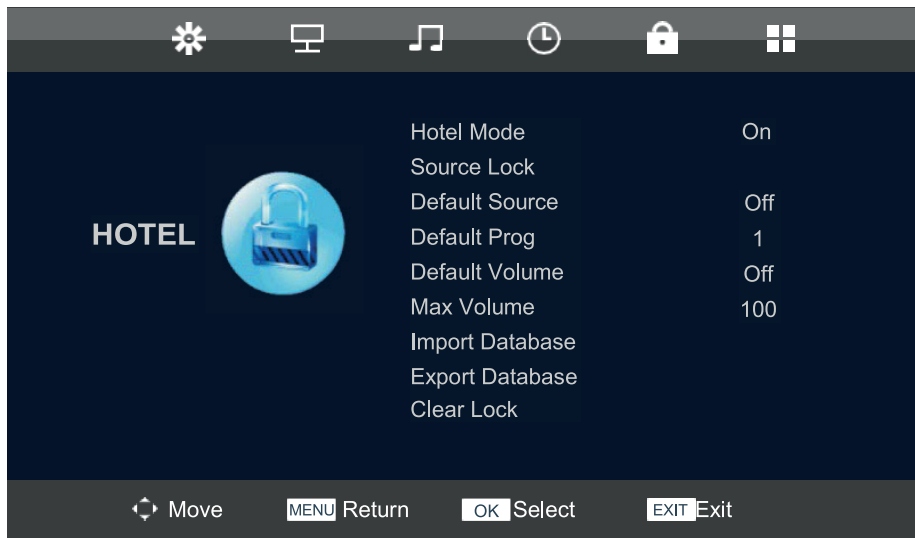 Hotel Mode On
Source Lock
Default Source Off
HOTEL
Default Prog 1
Default Volume Off
Max Volume 100
Import Database
Export Database
Clear Lock
Move MENU Return OK Select EXIT Exit